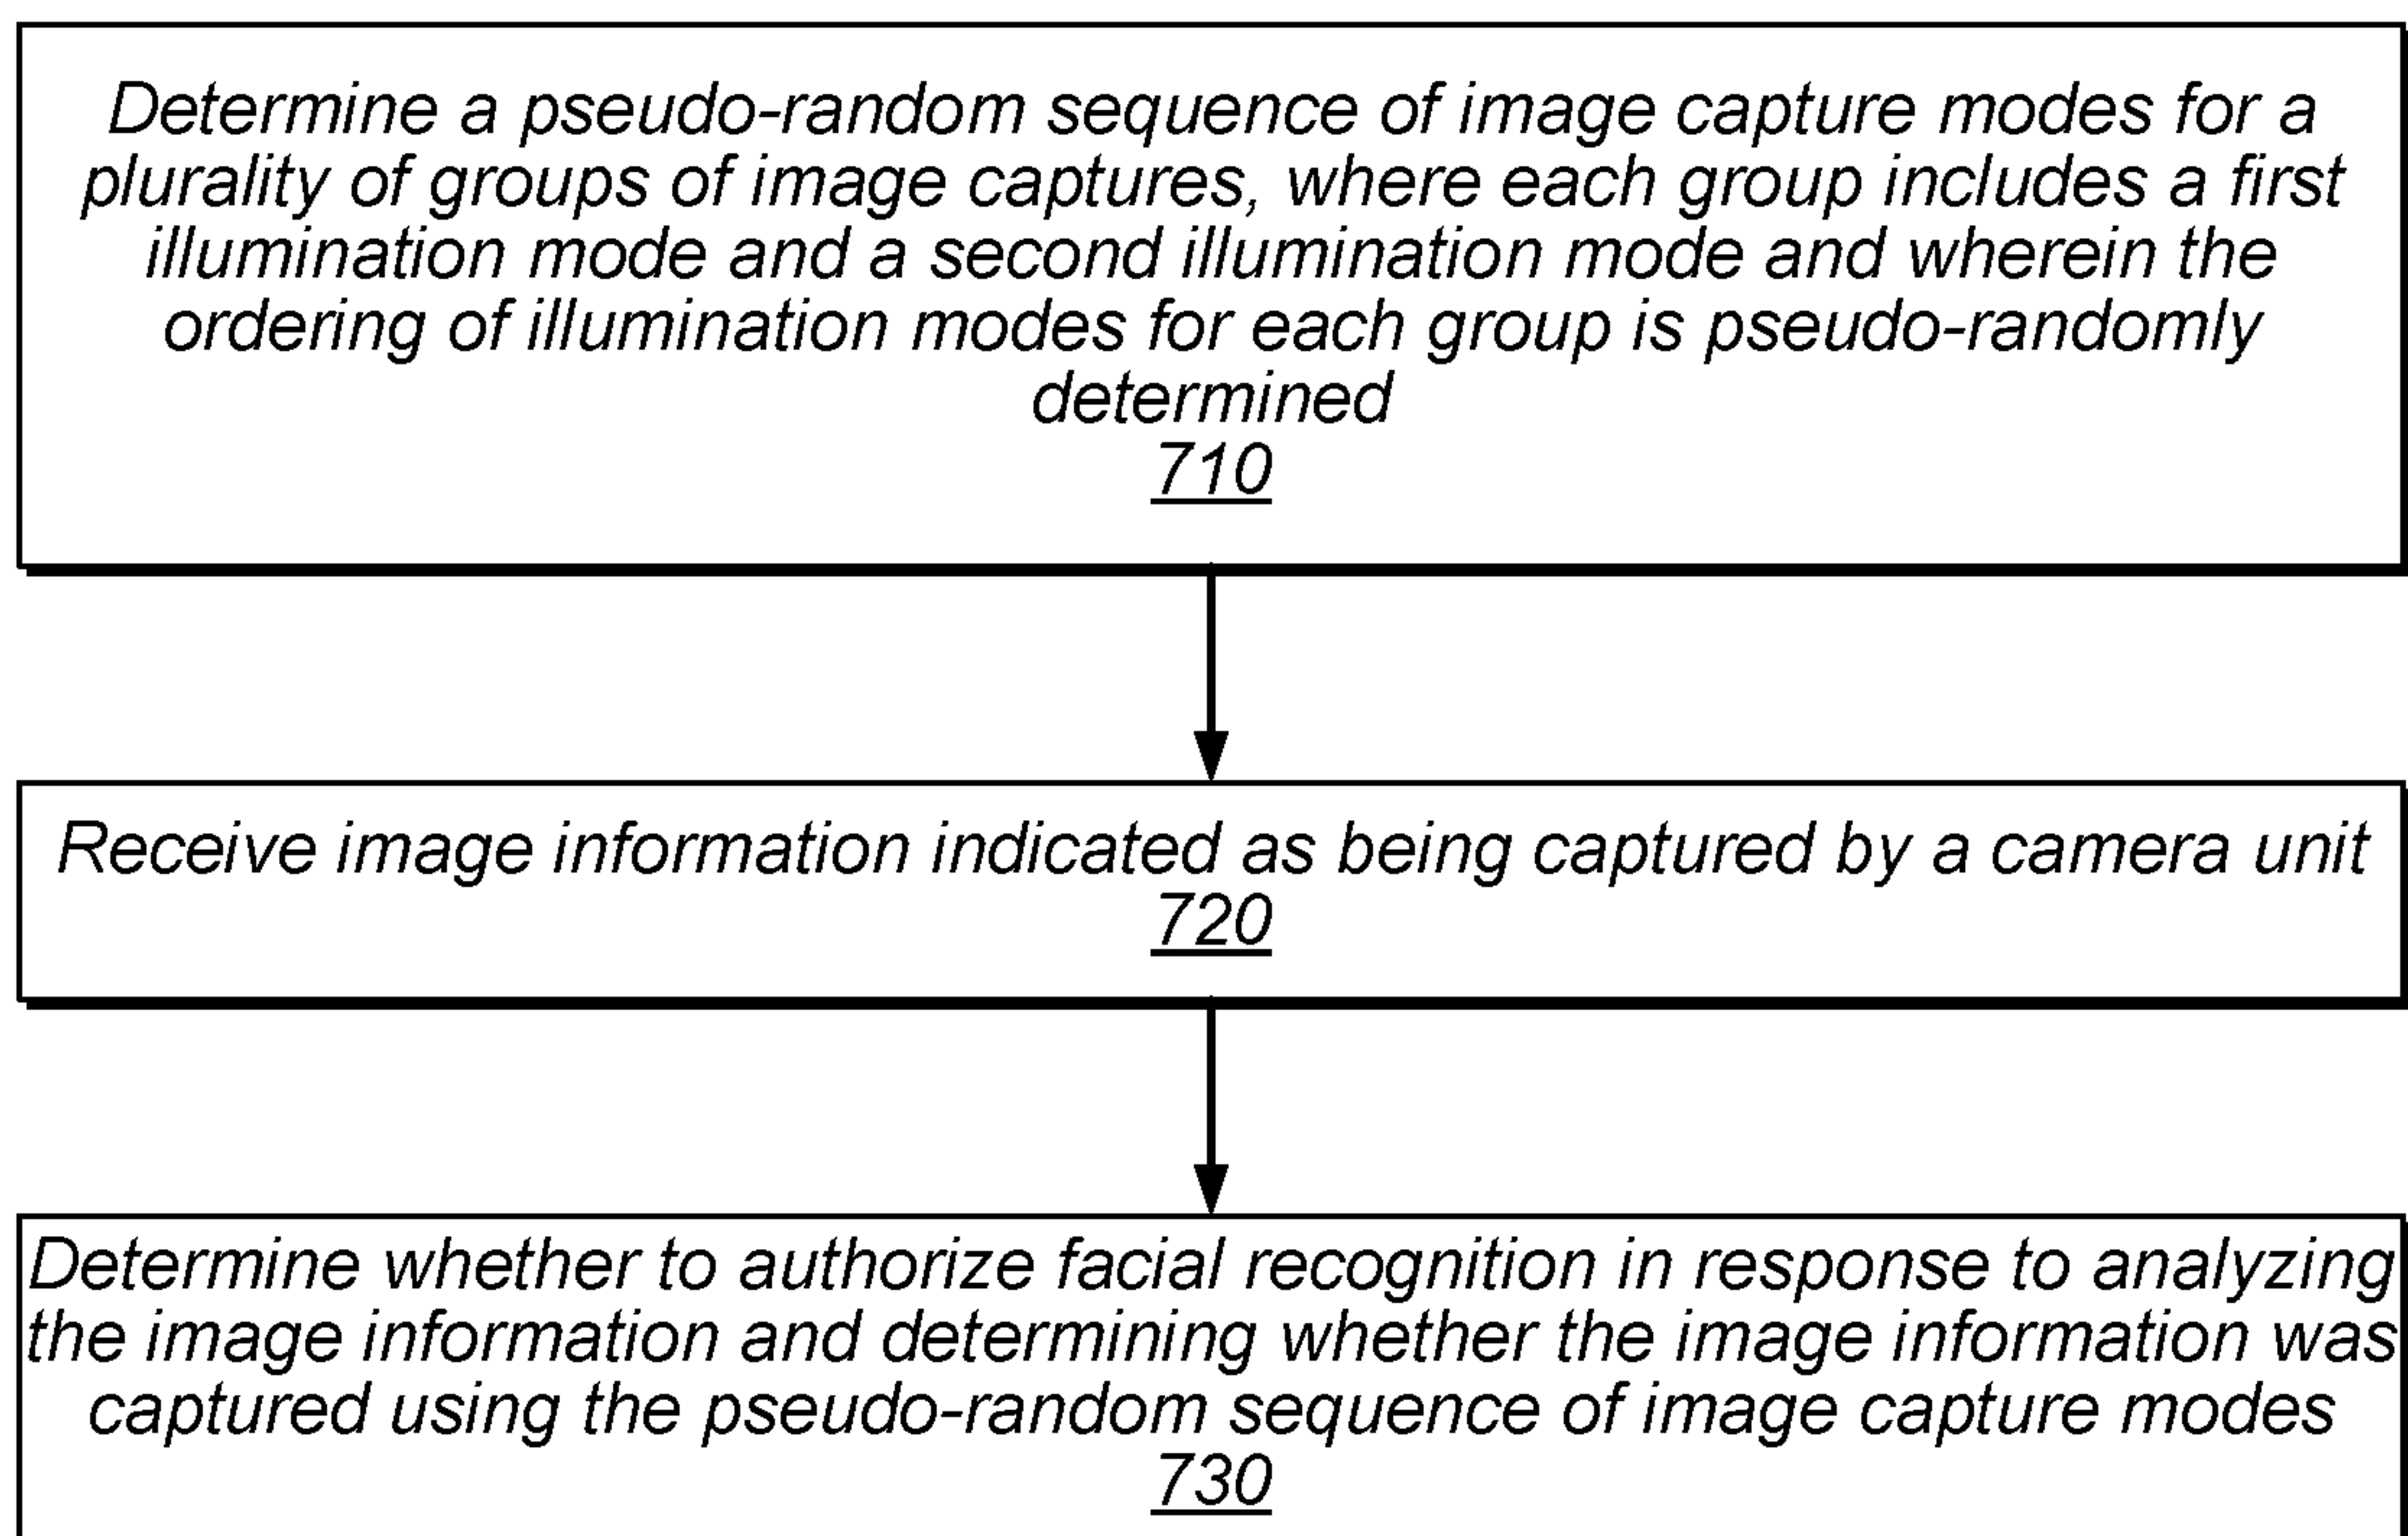 Determine a pseudo-random sequence of image capture modes for a
plurality of groups of image captures, where each group includes a first
illumination mode and a second illumination mode and wherein the
ordering of illumination modes for each group is pseudo-randomly
determined
710
Receive image information indicated as being captured by a camera unit
720
Determine whether to authorize facial recognition in response to analyzing
the image information and determining whether the image information was
captured using the pseudo-random sequence of image capture modes
730